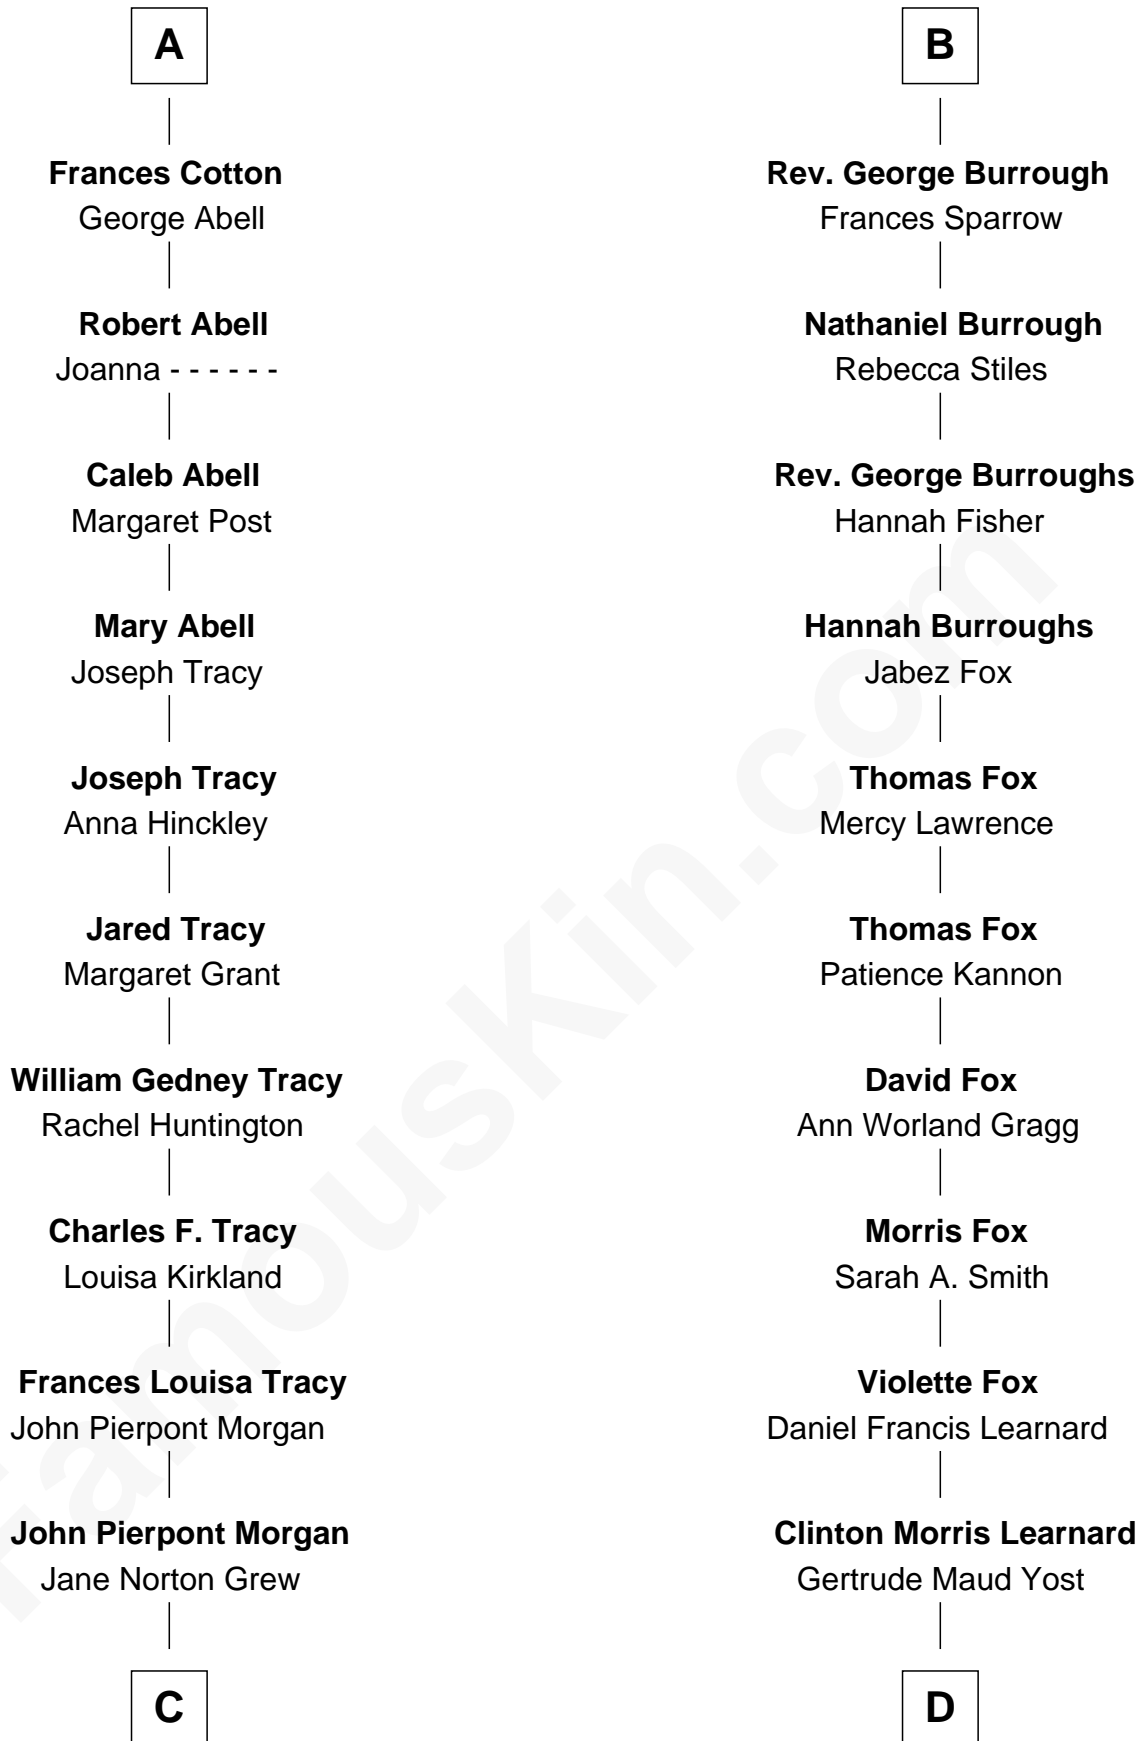 A
Frances Cotton
George Abell
Robert Abell
Joanna - - - - - -
Caleb Abell
Margaret Post
Mary Abell
Joseph Tracy
Joseph Tracy
Anna Hinckley
Jared Tracy
Margaret Grant
William Gedney Tracy
Rachel Huntington
Charles F. Tracy
Louisa Kirkland
Frances Louisa Tracy
John Pierpont Morgan
John Pierpont Morgan
Jane Norton Grew
C
B
Rev. George Burrough
Frances Sparrow
Nathaniel Burrough
Rebecca Stiles
Rev. George Burroughs
Hannah Fisher
Hannah Burroughs
Jabez Fox
Thomas Fox
Mercy Lawrence
Thomas Fox
Patience Kannon
David Fox
Ann Worland Gragg
Morris Fox
Sarah A. Smith
Violette Fox
Daniel Francis Learnard
Clinton Morris Learnard
Gertrude Maud Yost
D
FamousKin.com